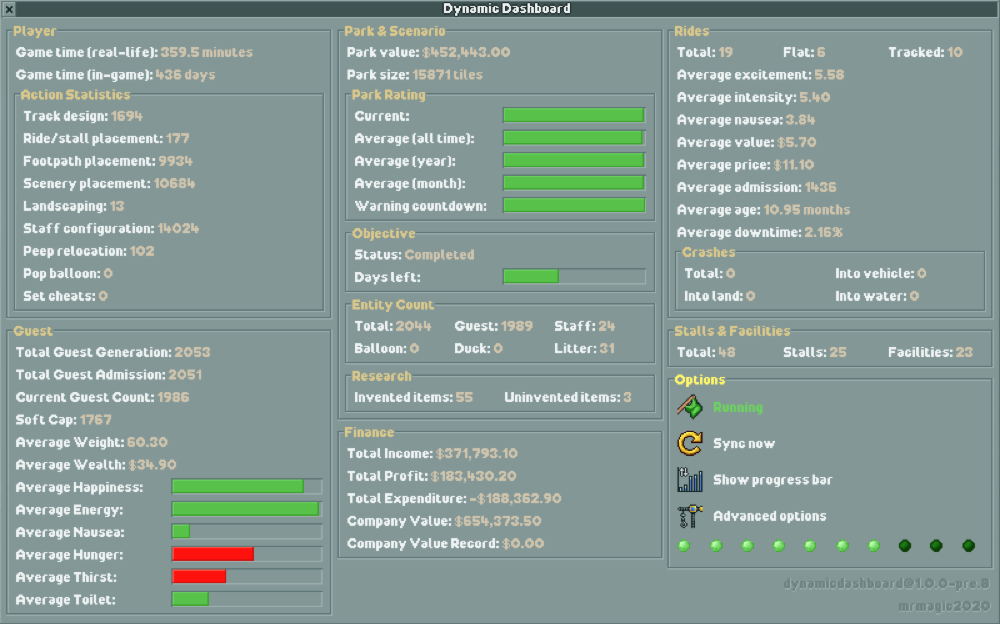 Dynamic Dashboard
Player
Game time (real-life): 359.5 minutes
Game time (in-game): 436 days
Action Statistics
Track design: 1694
Ride/stall placement: 177
Footpath placement: 9934
Scenery placement: 10684
Landscaping: 13
Staff configuration: 14024
Peep relocation: 102
Pop balloon: 0
Set cheats: 0
Guest
Total Guest Generation: 2053
Total Guest Admission: 2051
Current Guest Count: 1986
Soft Cap: 1767
Average Weight: 60.30
Average Wealth: $34.90
Average Happiness:
Average Energy:
Average Nausea:
Average Hunger:
Average Thirst:
Average Toilet:
Park & Scenario
Park value: $452,443.00
Park size: 15871 tiles
Park Rating
Current:
Average (all time):
Average (year):
Average (month):
Warning countdown:
Objective
Status: Completed
Days left:
Entity Count
Total: 2044 Guest: 1989 Staff: 24
Balloon: 0 Duck: 0 Litter: 31
Research
Invented items: 55 Uninvented items: 3
Finance
Total Income: $371,793.10
Total Profit: $183,430.20
Total Expenditure: -$188,362.90
Company Value: $654,373.50
Company Value Record: $0.00
Rides
Total: 19 Flat: 6 Tracked: 10
Average excitement: 5.58
Average intensity: 5.40
Average nausea: 3.84
Average value: $5.70
Average price: $11.10
Average admission: 1436
Average age: 10.95 months
Average downtime: 2.16%
Crashes
Total: 0 Into vehicle: 0
Into land: 0 Into water: 0
Stalls & Facilities
Total: 48 Stalls: 25 Facilities: 23
Options
Running
Sync now
Show progress bar
Advanced options
dynamicdashboard@1.0.0-pre.8
mrmagic2020